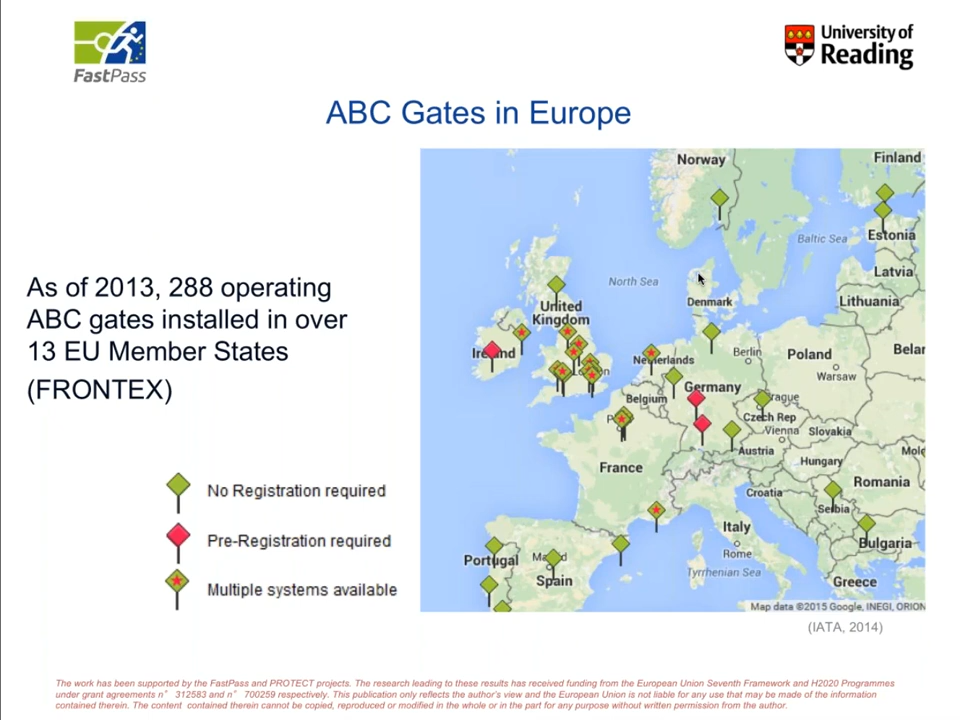 FastPass
University of
Reading
ABC Gates in Europe
As of 2013, 288 operating
ABC gates installed in over
13 EU Member States
(FRONTEX)
No Registration required
Pre-Registration required
Multiple systems available
Norway
Finland
Estonia
Baltic Sea
Latvia
North Sea
Denmark
Lithuania
United
Kingdom
Belar
Poland
Berlin
Warsaw
Germany
Belgium
Czech Rep
Vienna
Slovakia
Austria
France
Hungary
Romania
Croatia
Italy
Bulgaria
Portugal
Rome
Spain
Tyrrhenian Sea
Greece
Map data ©2015 Google, INEGI, ORION
(IATA, 2014)
The work has been supported by the FastPass and PROTECT projects. The research leading to these results has received funding from the European Union Seventh Framework and H2020 Programmes
under grant agreements n° 312583 and n° 700259 respectively. This publication only reflects the author's view and the European Union is not liable for any use that may be made of the information
contained therein. The content contained therein cannot be copied, reproduced or modified in the whole or in the part for any purpose without written permission from the author.